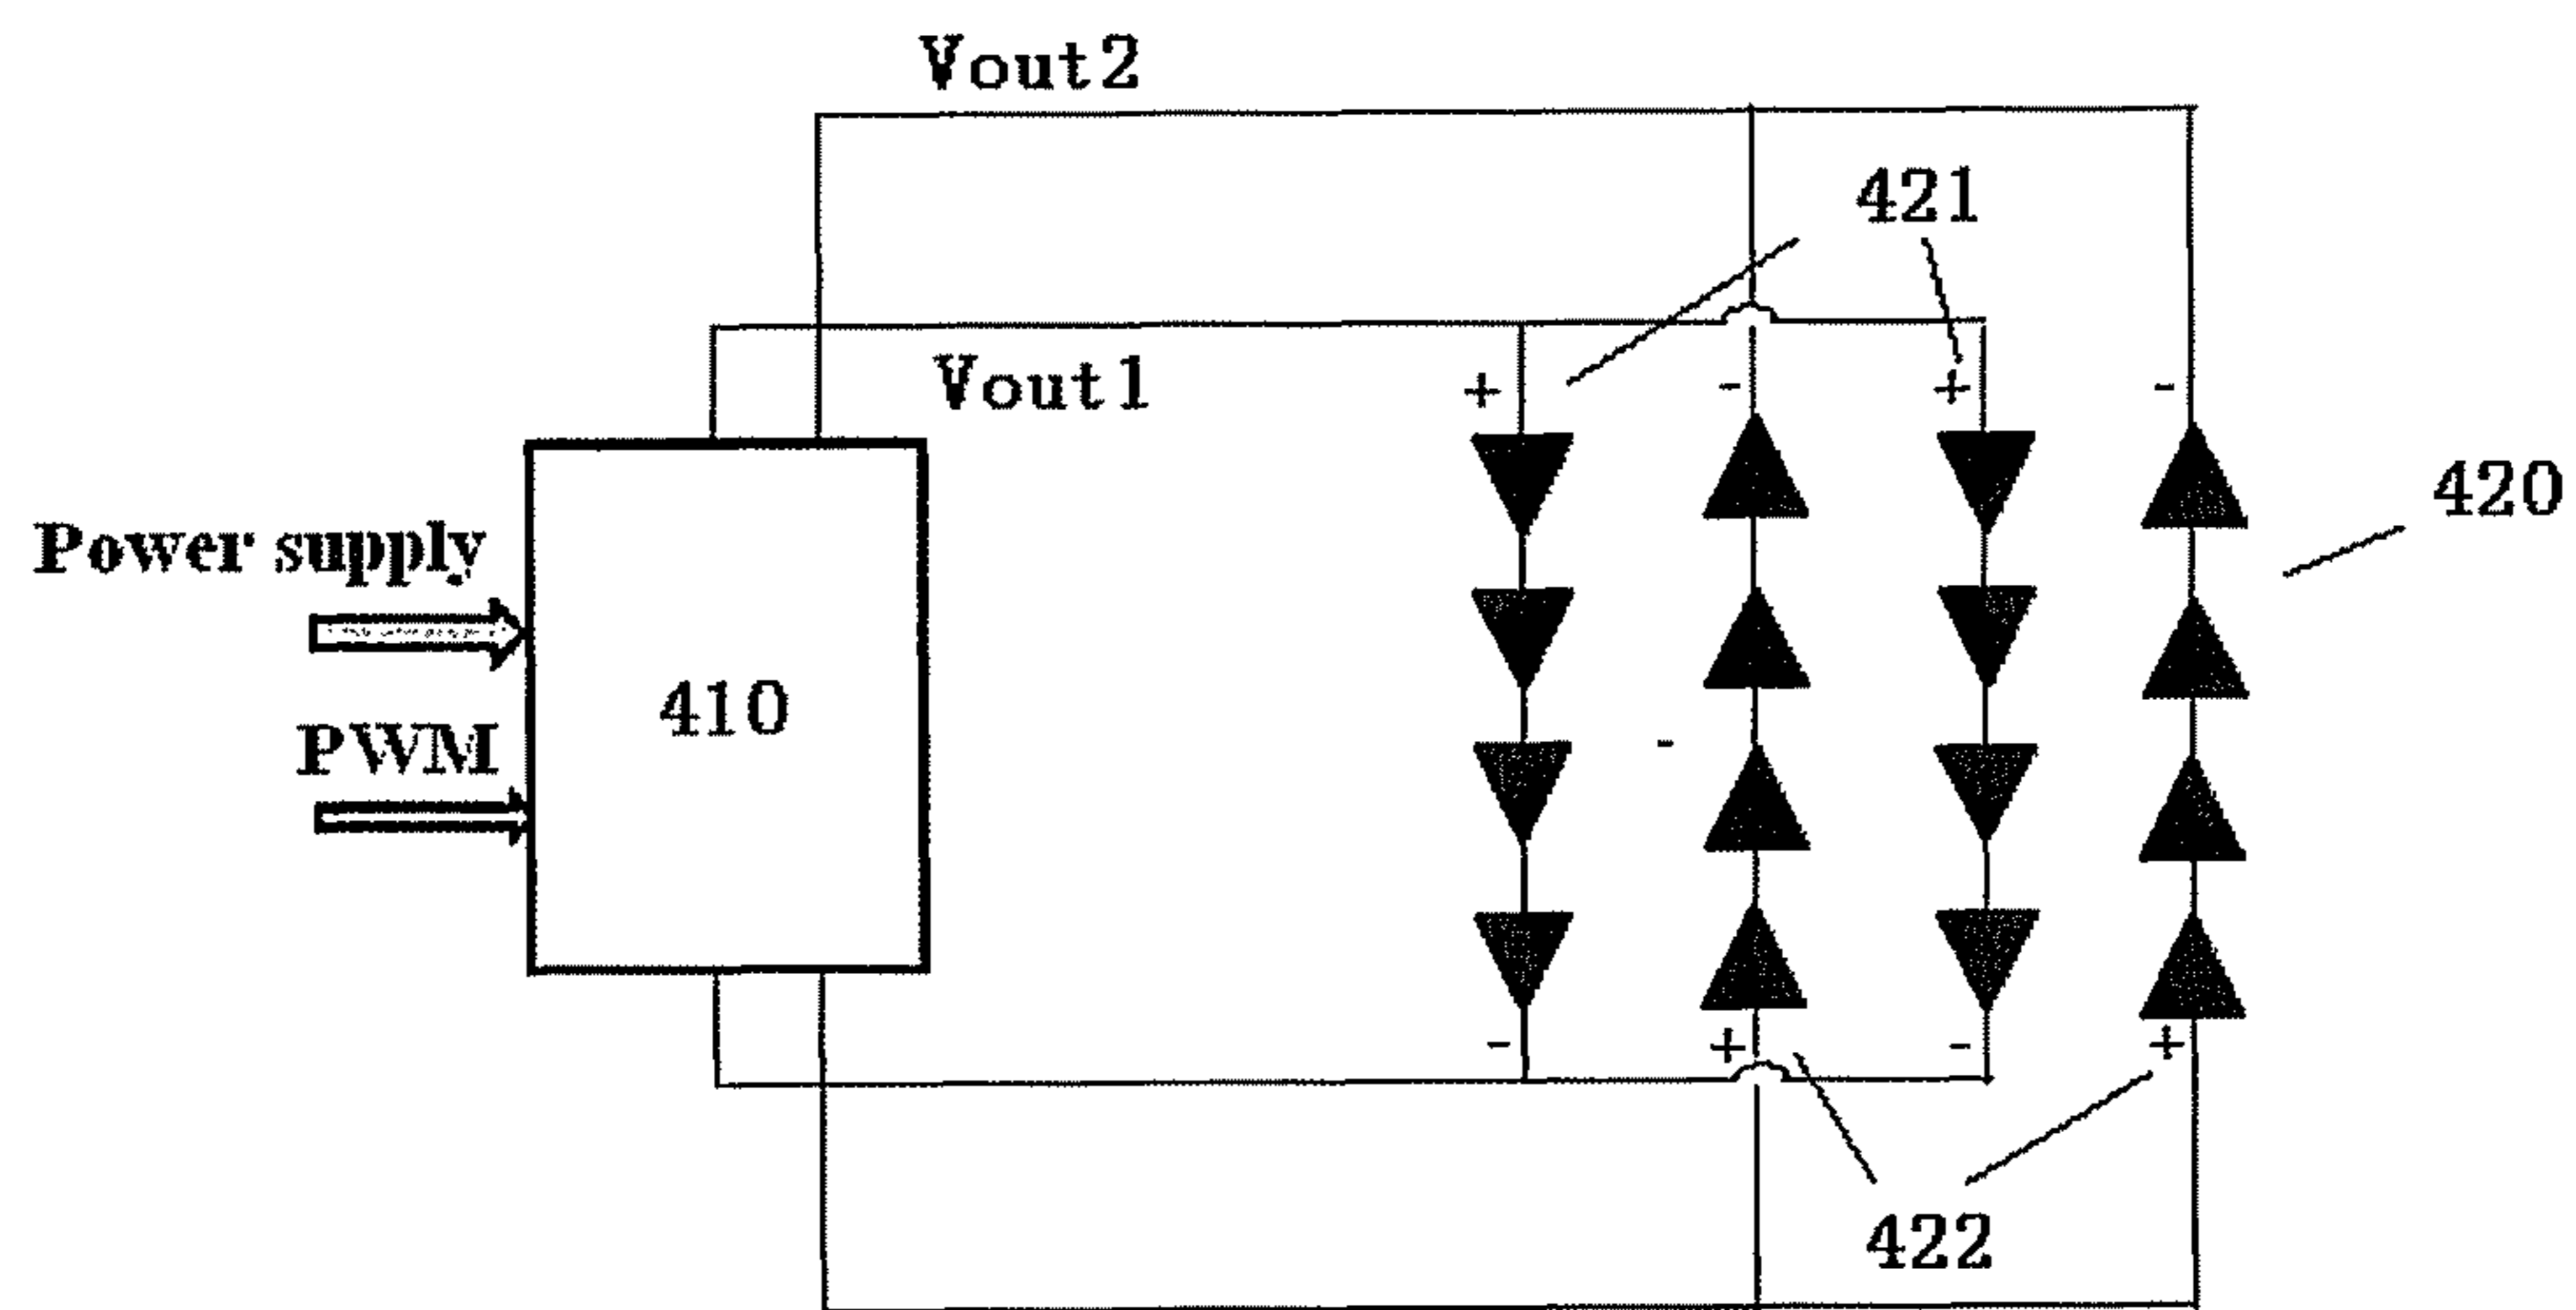 Vout2
421
Vout1
+ - + -
420
Power supply
410
PWM
-
- + - +
422